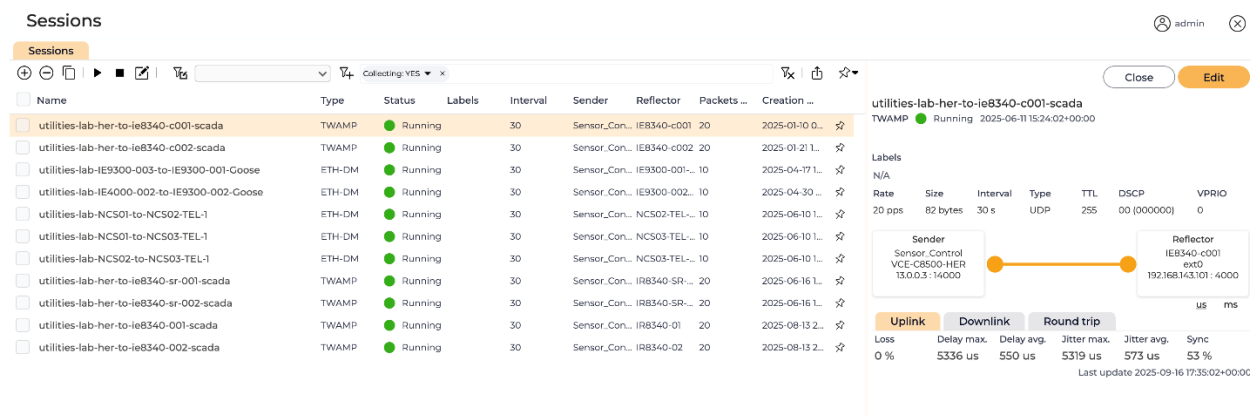 Sessions
admin
Sessions
Collecting: YES
Close Edit
Name Type Status Labels Interval Sender Reflector Packets ... Creation ...
utilities-lab-her-to-ie8340-c001-scada TWAMP Running 30 Sensor_Con... IE8340-c001 20 2025-01-10 0...
utilities-lab-her-to-ie8340-c002-scada TWAMP Running 30 Sensor_Con... IE8340-c002 20 2025-01-21 1...
utilities-lab-IE9300-003-to-IE9300-001-Goose ETH-DM Running 30 Sensor_Con... IE9300-001-... 10 2025-04-17 1...
utilities-lab-IE4000-002-to-IE9300-002-Goose ETH-DM Running 30 Sensor_Con... IE9300-002... 10 2025-04-30 ...
utilities-lab-NCS01-to-NCS02-TEL-1 ETH-DM Running 30 Sensor_Con... NCS02-TEL-... 10 2025-06-10 1...
utilities-lab-NCS01-to-NCS03-TEL-1 ETH-DM Running 30 Sensor_Con... NCS03-TEL-... 10 2025-06-10 1...
utilities-lab-NCS02-to-NCS03-TEL-1 ETH-DM Running 30 Sensor_Con... NCS03-TEL-... 10 2025-06-10 1...
utilities-lab-her-to-ie8340-sr-001-scada TWAMP Running 30 Sensor_Con... IR8340-SR-... 20 2025-06-16 1...
utilities-lab-her-to-ie8340-sr-002-scada TWAMP Running 30 Sensor_Con... IR8340-SR-... 20 2025-06-16 1...
utilities-lab-her-to-ie8340-001-scada TWAMP Running 30 Sensor_Con... IR8340-01 20 2025-08-13 2...
utilities-lab-her-to-ie8340-002-scada TWAMP Running 30 Sensor_Con... IR8340-02 20 2025-08-13 2...
utilities-lab-her-to-ie8340-c001-scada
TWAMP Running 2025-06-11 15:24:02+00:00
Labels
N/A
Rate Size Interval Type TTL DSCP VPRIO
20 pps 82 bytes 30 s UDP 255 00 (000000) 0
Sender
Sensor_Control
VCE-C8500-HER
13.0.0.3 : 14000
Reflector
IE8340-c001
ext0
192.168.143.101 : 4000
us ms
Uplink Downlink Round trip
Loss Delay max. Delay avg. Jitter max. Jitter avg. Sync
0 % 5336 us 550 us 5319 us 573 us 53 %
Last update 2025-09-16 17:35:02+00:00